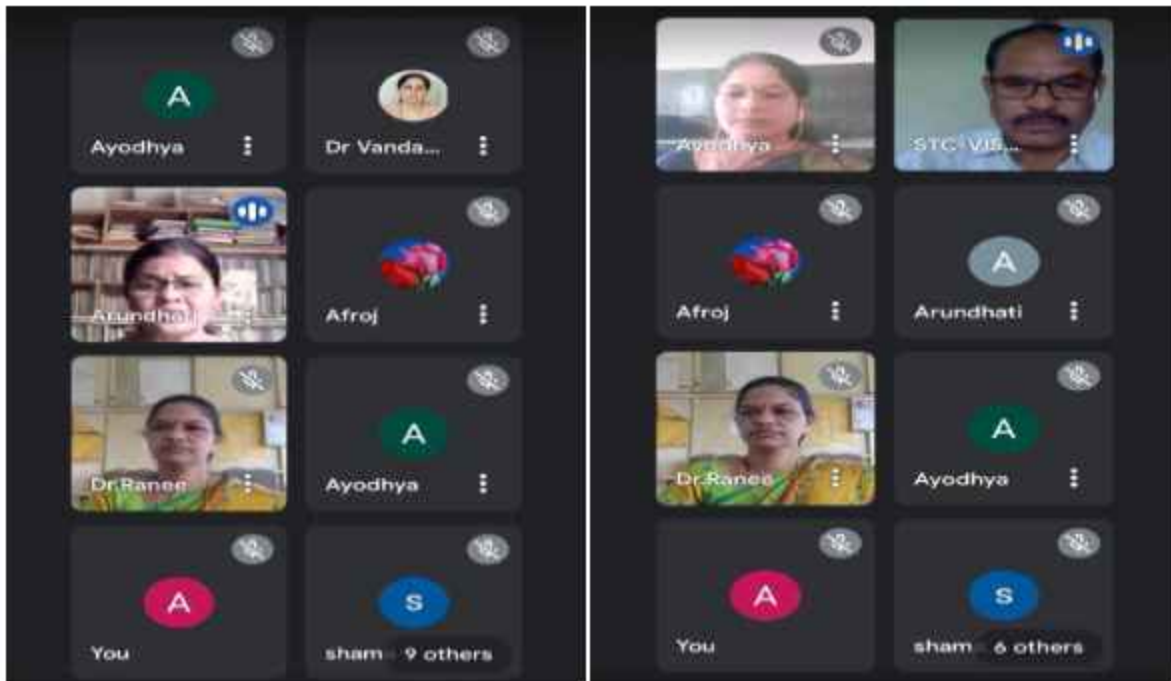 A
Ayodhya
Dr Vanda...
Arundhati
Afroj
Dr.Ranee
A
Ayodhya
A
You
S
sham
9 others
Ayodhya
STC-VIS...
Afroj
A
Arundhati
Dr.Ranee
A
Ayodhya
A
You
S
sham
6 others